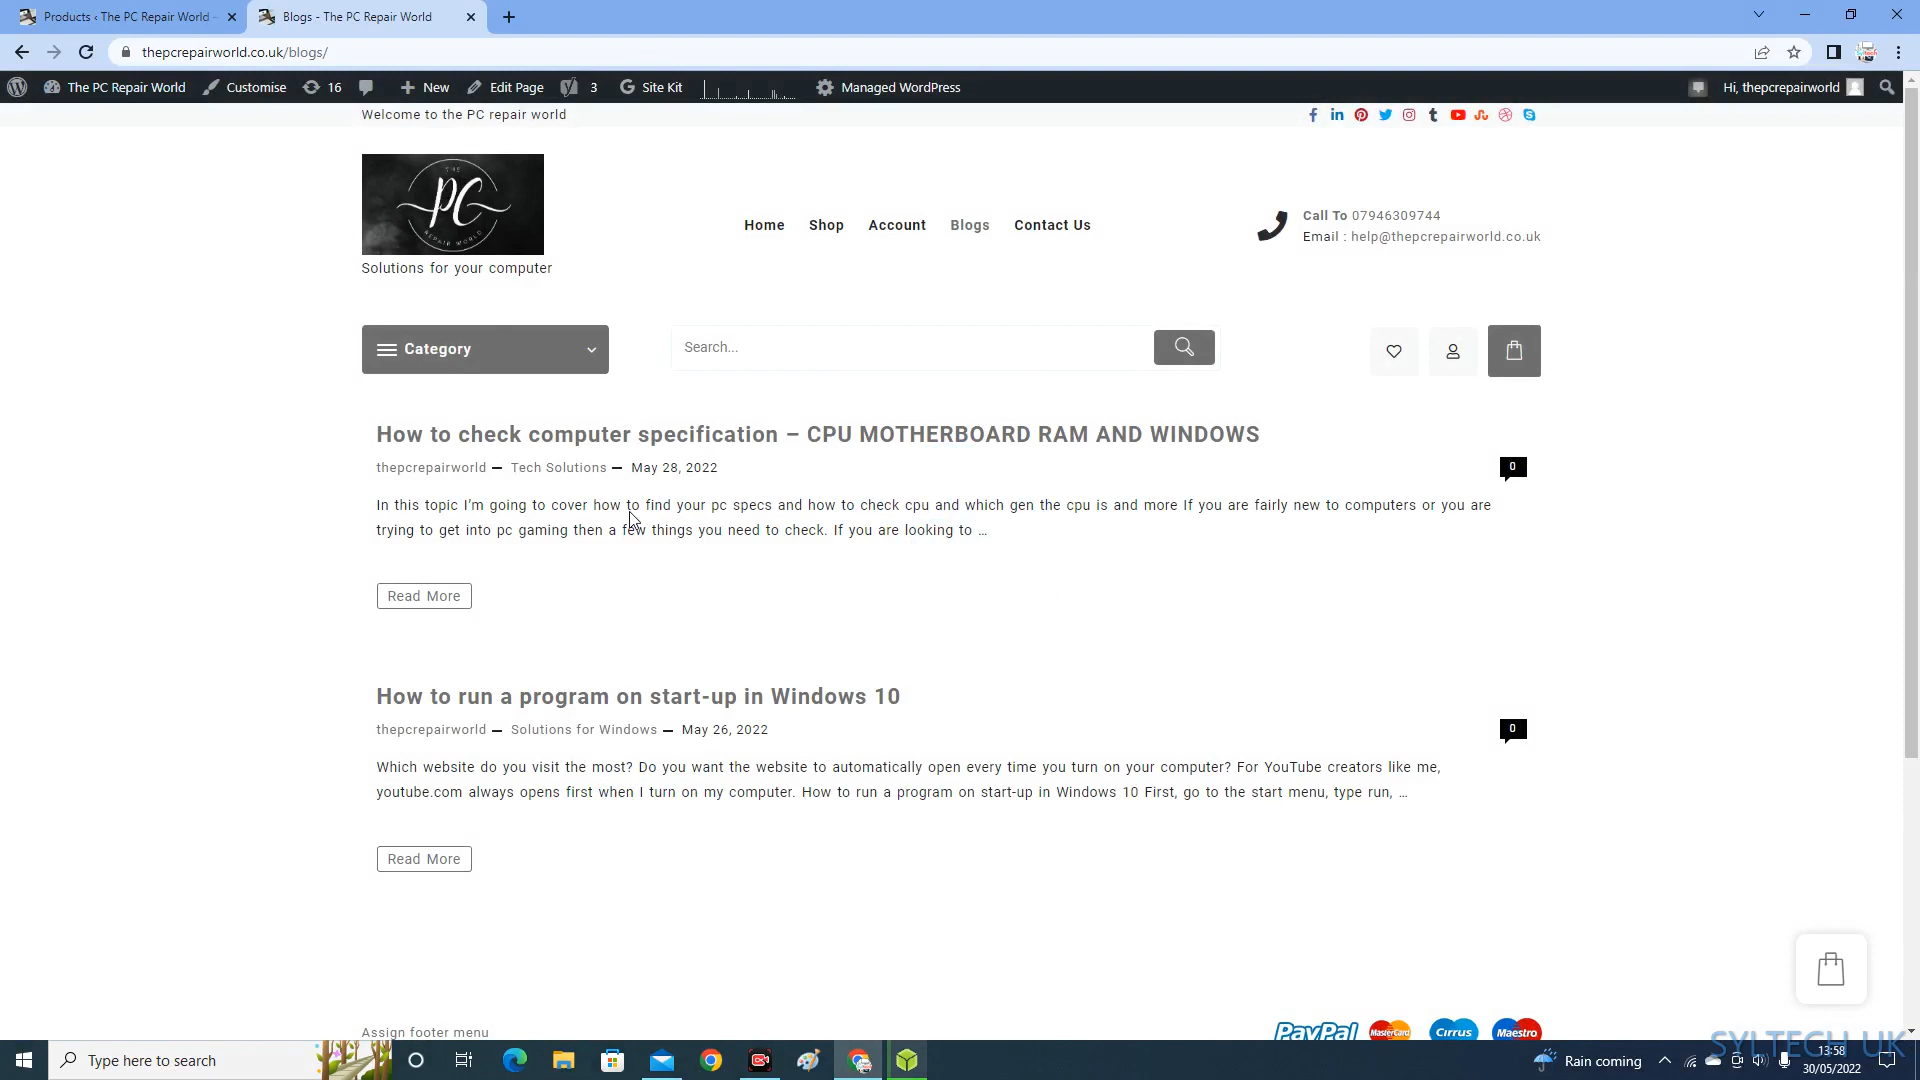 Products ‹ The PC Repair World
Blogs - The PC Repair World
thepcrepairworld.co.uk/blogs/
The PC Repair World Customise 16 New Edit Page 3 Site Kit Managed WordPress Hi, thepcrepairworld
Welcome to the PC repair world
THE
PC
REPAIR WORLD
Solutions for your computer
Home Shop Account Blogs Contact Us
Call To 07946309744
Email : help@thepcrepairworld.co.uk
Category
Search...
How to check computer specification – CPU MOTHERBOARD RAM AND WINDOWS
thepcrepairworld — Tech Solutions — May 28, 2022
0
In this topic I’m going to cover how to find your pc specs and how to check cpu and which gen the cpu is and more If you are fairly new to computers or you are
trying to get into pc gaming then a few things you need to check. If you are looking to …
Read More
How to run a program on start-up in Windows 10
thepcrepairworld — Solutions for Windows — May 26, 2022
0
Which website do you visit the most? Do you want the website to automatically open every time you turn on your computer? For YouTube creators like me,
youtube.com always opens first when I turn on my computer. How to run a program on start-up in Windows 10 First, go to the start menu, type run, …
Read More
Assign footer menu
PayPal MasterCard Cirrus Maestro
Type here to search
Rain coming
13:58
30/05/2022
SYLTECH UK